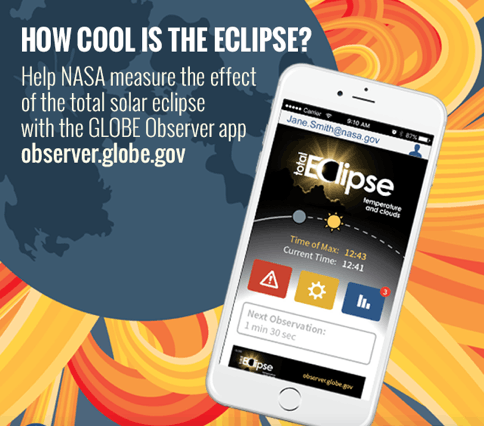 HOW COOL IS THE ECLIPSE?
Help NASA measure the effect
of the total solar eclipse
with the GLOBE Observer app
observer.globe.gov
Carrier 9:10 AM 87%
Jane.Smith@nasa.gov
total
Eclipse
temperature
and clouds
Time of Max: 12:43
Current Time: 12:41
3
Next Observation:
1 min 30 sec
total
Eclipse
observer.globe.gov